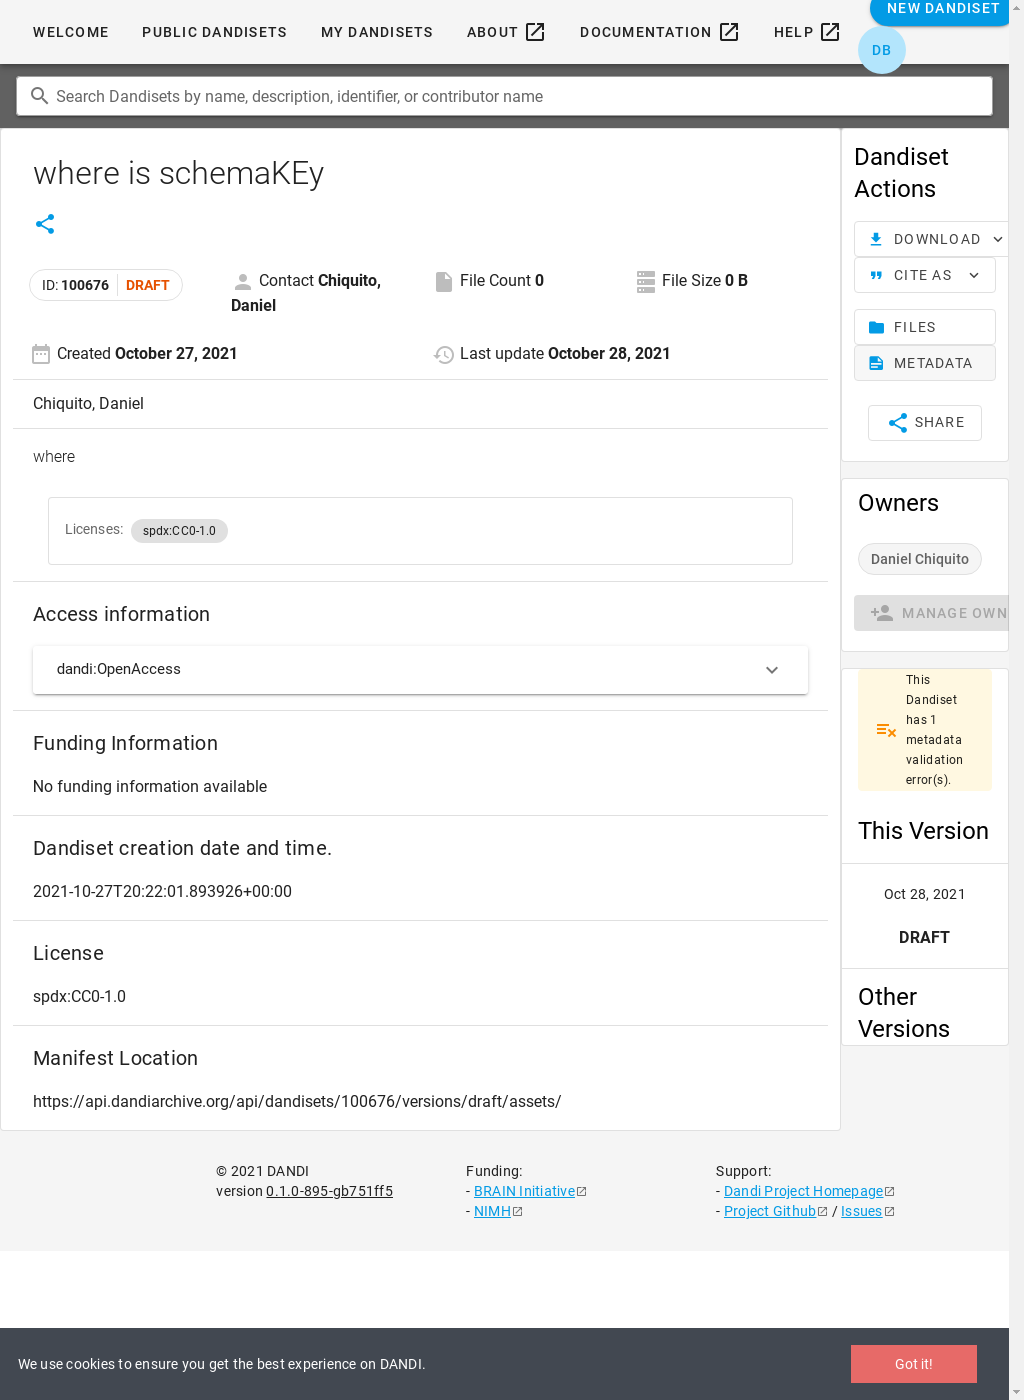 WELCOME PUBLIC DANDISETS MY DANDISETS ABOUT DOCUMENTATION HELP NEW DANDISET
DB
Search Dandisets by name, description, identifier, or contributor name
where is schemaKEy
ID: 100676 DRAFT
Contact Chiquito, Daniel
File Count 0
File Size 0 B
Created October 27, 2021
Last update October 28, 2021
Chiquito, Daniel
where
Licenses: spdx:CC0-1.0
Access information
dandi:OpenAccess
Funding Information
No funding information available
Dandiset creation date and time.
2021-10-27T20:22:01.893926+00:00
License
spdx:CC0-1.0
Manifest Location
https://api.dandiarchive.org/api/dandisets/100676/versions/draft/assets/
Dandiset
Actions
DOWNLOAD
CITE AS
FILES
METADATA
SHARE
Owners
Daniel Chiquito
MANAGE OWN
This
Dandiset
has 1
metadata
validation
error(s).
This Version
Oct 28, 2021
DRAFT
Other
Versions
© 2021 DANDI
version 0.1.0-895-gb751ff5
Funding:
- BRAIN Initiative
- NIMH
Support:
- Dandi Project Homepage
- Project Github / Issues
We use cookies to ensure you get the best experience on DANDI.
Got it!